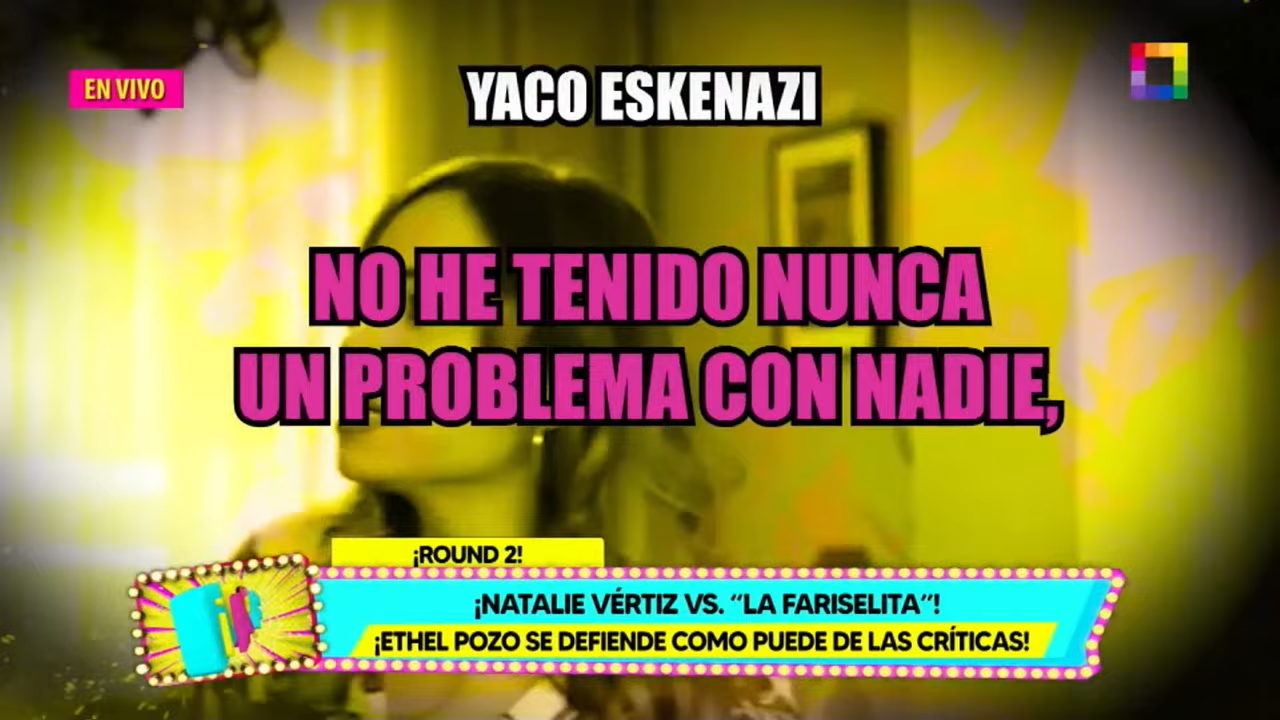 EN VIVO
YACO ESKENAZI
NO HE TENIDO NUNCA
UN PROBLEMA CON NADIE,
¡ROUND 2!
¡NATALIE VÉRTIZ VS. “LA FARISELITA”!
¡ETHEL POZO SE DEFIENDE COMO PUEDE DE LAS CRÍTICAS!